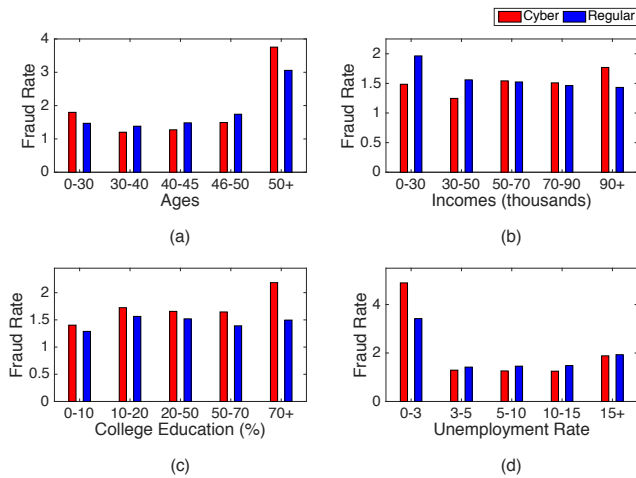 Cyber Regular
4
3
2
1
0
Fraud Rate
0-30 30-40 40-45 46-50 50+
Ages
(a)
2
1.5
1
0.5
0
Fraud Rate
0-30 30-50 50-70 70-90 90+
Incomes (thousands)
(b)
2
1.5
1
0.5
0
Fraud Rate
0-10 10-20 20-50 50-70 70+
College Education (%)
(c)
4
2
0
Fraud Rate
0-3 3-5 5-10 10-15 15+
Unemployment Rate
(d)